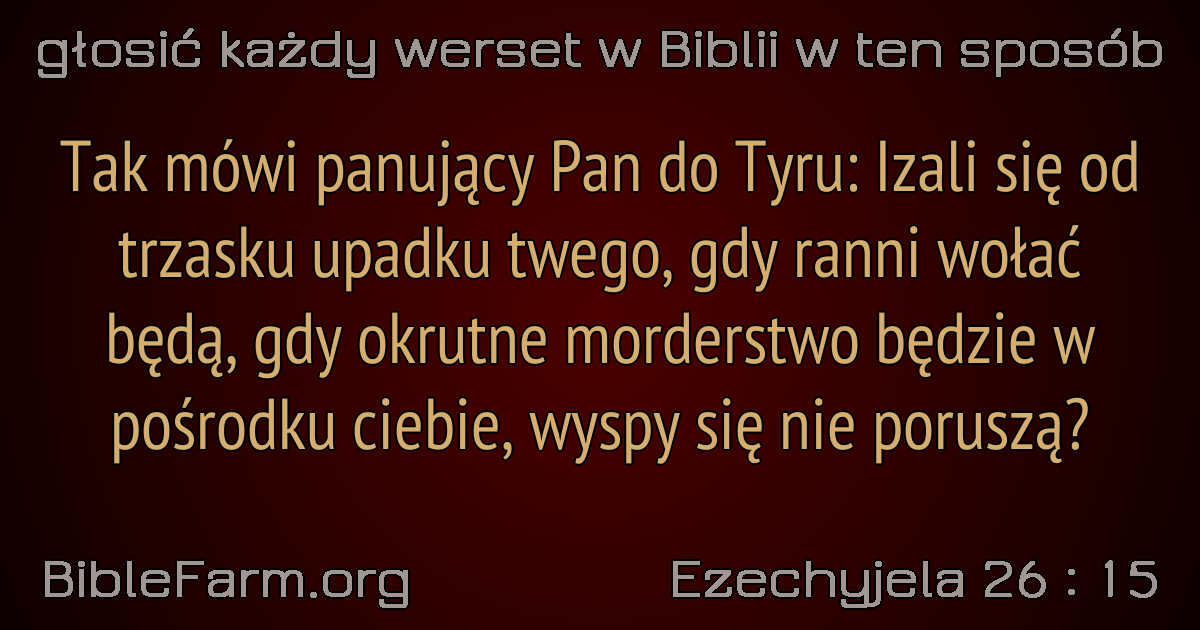 głosić każdy werset w Biblii w ten sposób
Tak mówi panujący Pan do Tyru: Izali się od
trzasku upadku twego, gdy ranni wołać
będą, gdy okrutne morderstwo będzie w
pośrodku ciebie, wyspy się nie poruszą?
BibleFarm.org
Ezechyjela 26 : 15